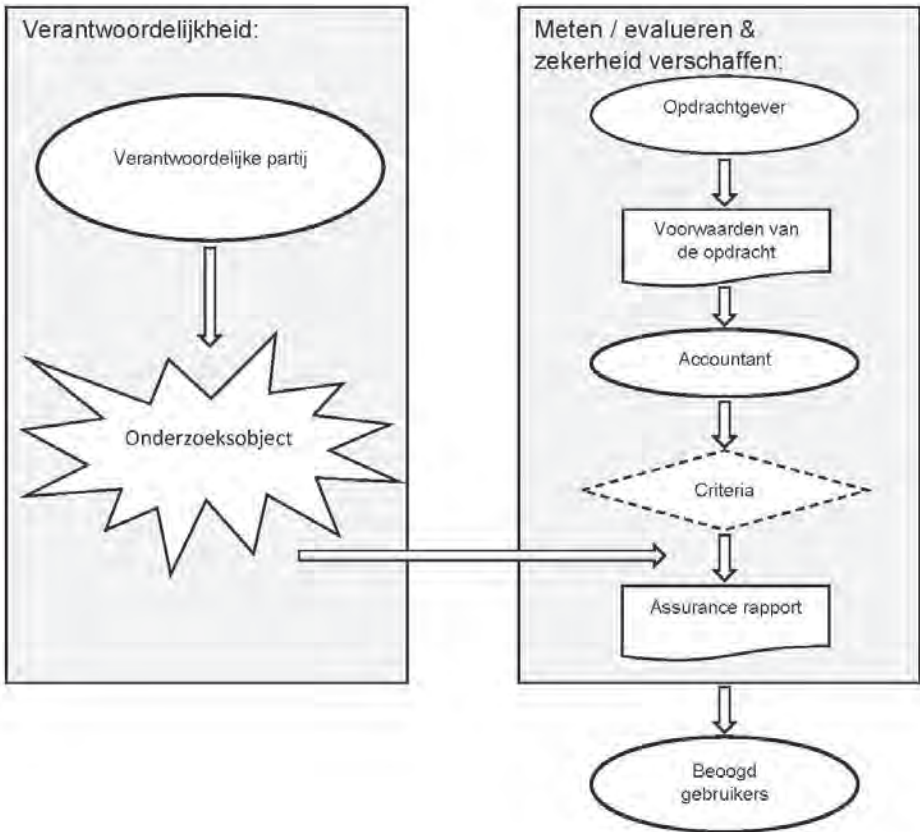 Verantwoordelijkheid:
Verantwoordelijke partij
Onderzoeksobject
Meten / evalueren &
zekerheid verschaffen:
Opdrachtgever
Voorwaarden van
de opdracht
Accountant
Criteria
Assurance rapport
Beoogd
gebruikers